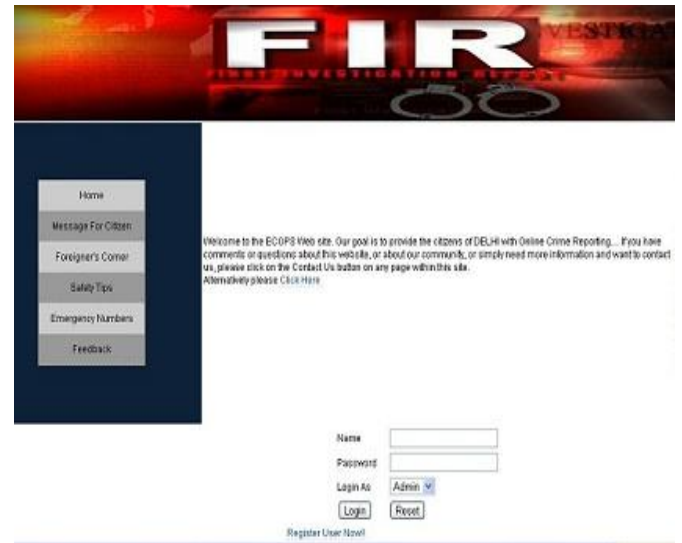 FIR
VESTIGAT
FIRST INVESTIGATION REPORT
Home
Message For Citizen
Foreigner's Corner
Safety Tips
Emergency Numbers
Feedback
Welcome to the ECOPS Web site. Our goal is to provide the citizens of DELHI with Online Crime Reporting.... If you have
comments or questions about this website, or about our community, or simply need more information and want to contact
us, please click on the Contact Us button on any page within this site.
Alternatively please Click Here
Name
Password
Login As Admin
Login Reset
Register User Now!!